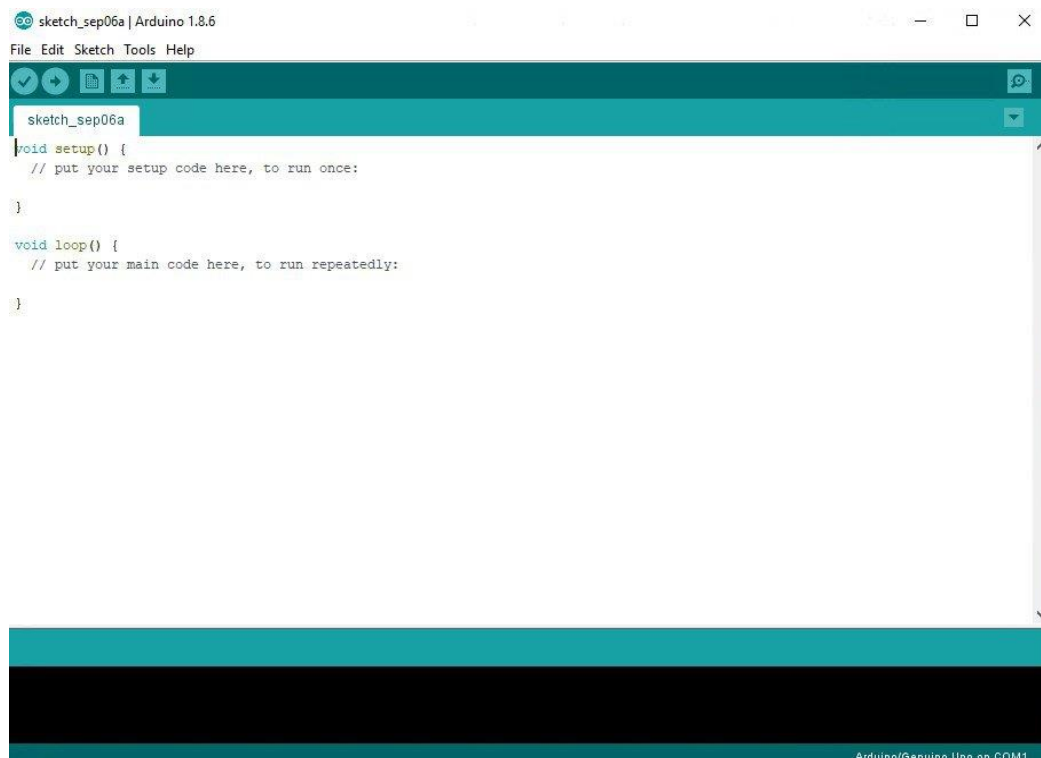 sketch_sep06a | Arduino 1.8.6
File Edit Sketch Tools Help
sketch_sep06a
void setup() {
  // put your setup code here, to run once:
}
void loop() {
  // put your main code here, to run repeatedly:
}
Arduino/Genuino Uno on COM1